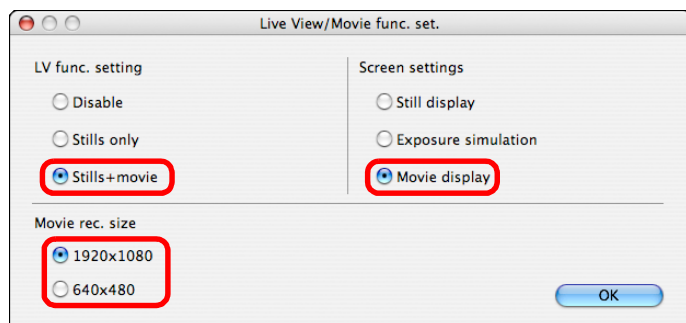 Live View/Movie func. set.
LV func. setting
Disable
Stills only
Stills+movie
Screen settings
Still display
Exposure simulation
Movie display
Movie rec. size
1920x1080
640x480
OK